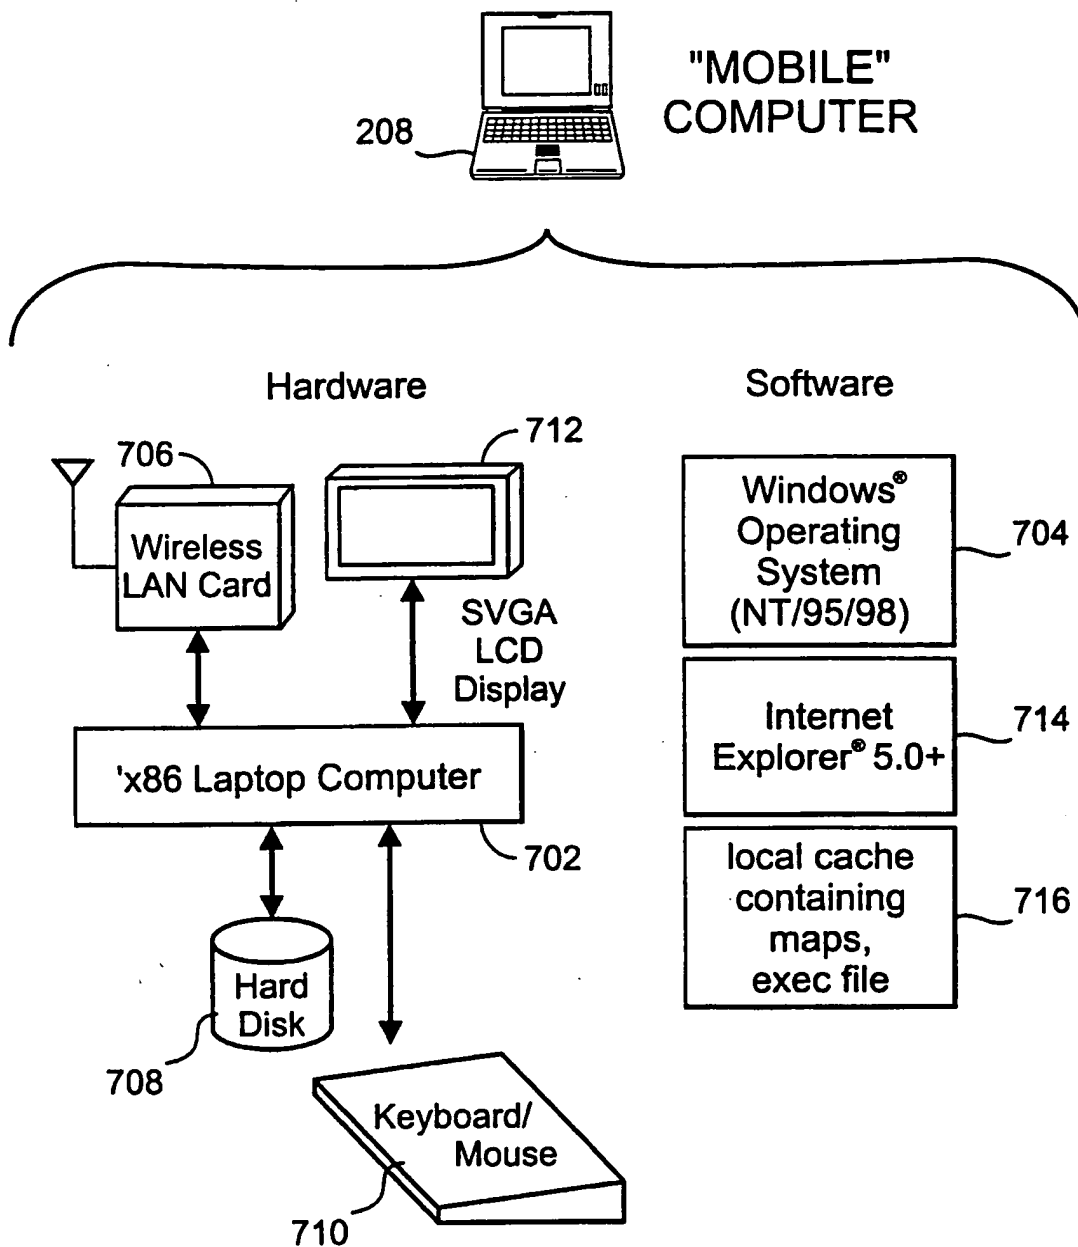 "MOBILE"
COMPUTER
208
Hardware
Software
706
712
Wireless
LAN Card
SVGA
LCD
Display
'x86 Laptop Computer
702
Hard
Disk
708
Keyboard/
Mouse
710
Windows®
Operating
System
(NT/95/98)
704
Internet
Explorer® 5.0+
714
local cache
containing
maps,
exec file
716